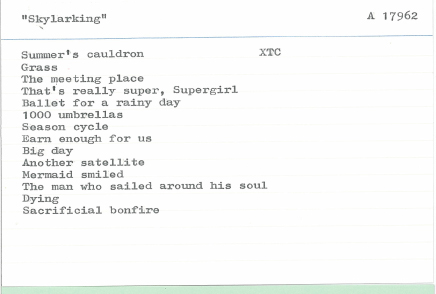 "Skylarking" A 17962
Summer's cauldron XTC
Grass
The meeting place
That's really super, Supergirl
Ballet for a rainy day
1000 umbrellas
Season cycle
Earn enough for us
Big day
Another satellite
Mermaid smiled
The man who sailed around his soul
Dying
Sacrificial bonfire